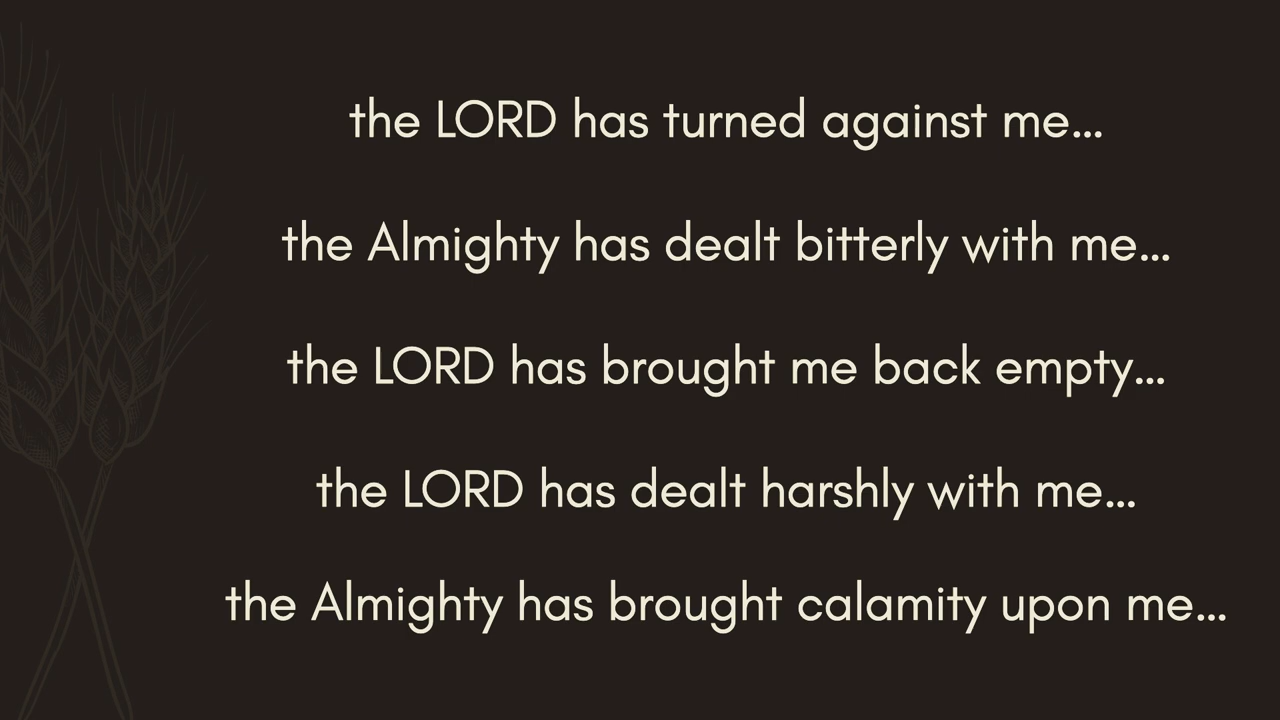 the LORD has turned against me...
the Almighty has dealt bitterly with me...
the LORD has brought me back empty...
the LORD has dealt harshly with me...
the Almighty has brought calamity upon me...